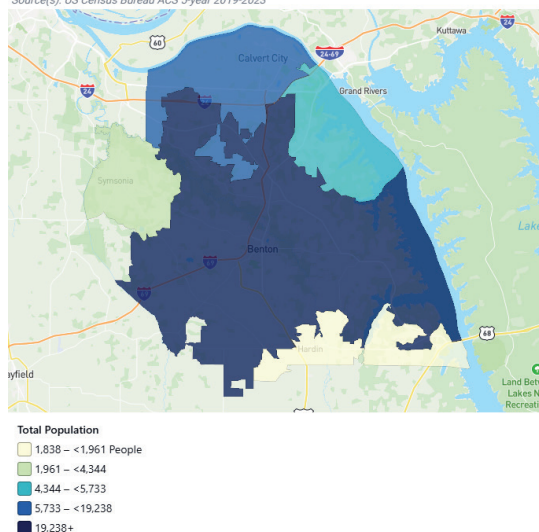 Source(s): US Census Bureau ACS 5-year 2019-2023
60
24
Kuttawa
Calvert City
24-69
24
Grand Rivers
Symsonia
Lake
Benton
68
Hardin
ayfield
Land Betw
Lakes N
Recreatio
Total Population
1,838 – <1,961 People
1,961 – <4,344
4,344 – <5,733
5,733 – <19,238
19,238+